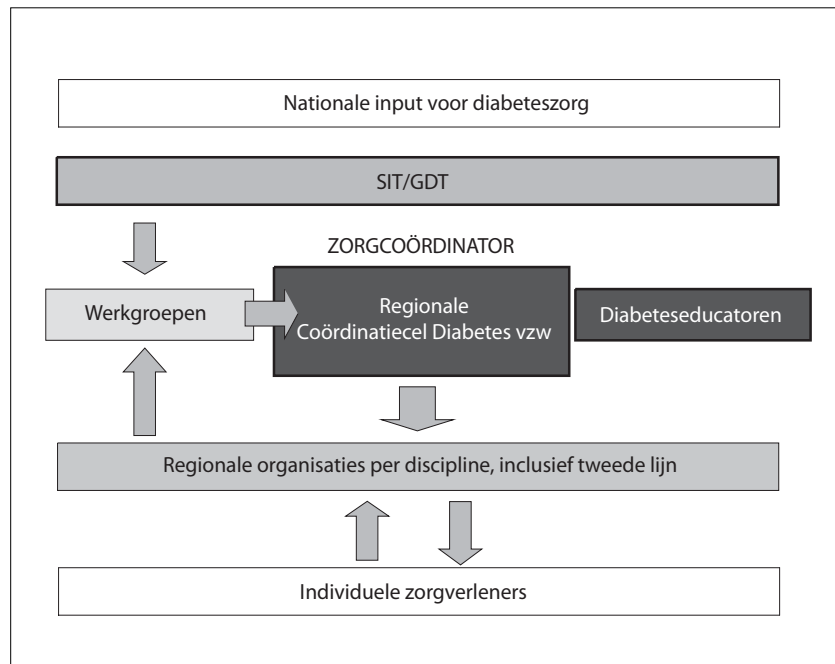 Nationale input voor diabeteszorg
SIT/GDT
ZORGCOÖRDINATOR
Werkgroepen
Regionale
Coördinatiecel Diabetes vzw
Diabeteseducatoren
Regionale organisaties per discipline, inclusief tweede lijn
Individuele zorgverleners